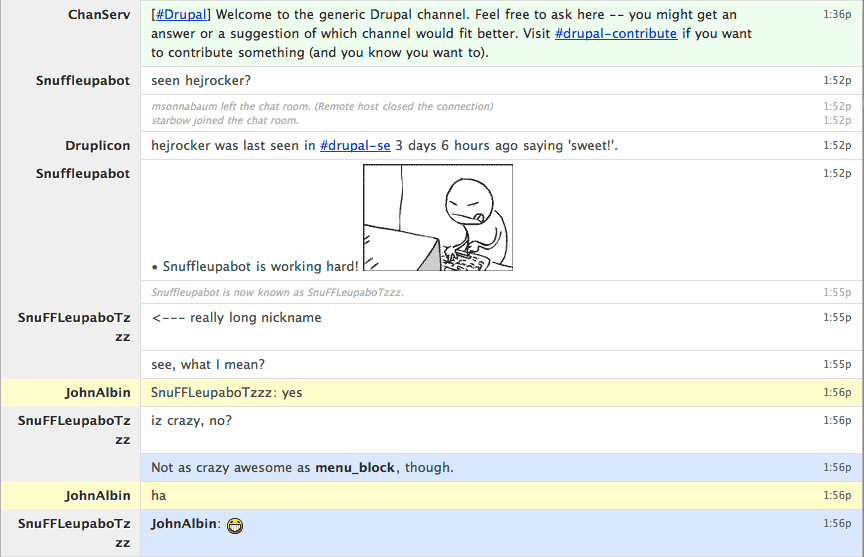 ChanServ [#Drupal] Welcome to the generic Drupal channel. Feel free to ask here -- you might get an 1:36p
answer or a suggestion of which channel would fit better. Visit #drupal-contribute if you want
to contribute something (and you know you want to).
Snuffleupabot seen hejrocker? 1:52p
msonnabaum left the chat room. (Remote host closed the connection) 1:52p
starbow joined the chat room. 1:52p
Druplicon hejrocker was last seen in #drupal-se 3 days 6 hours ago saying 'sweet!'. 1:52p
Snuffleupabot 1:52p
• Snuffleupabot is working hard!
Snuffleupabot is now known as SnuFFLeupaboTzzz. 1:55p
SnuFFLeupaboTz <--- really long nickname 1:55p
zz
see, what I mean? 1:55p
JohnAlbin SnuFFLeupaboTzzz: yes 1:56p
SnuFFLeupaboTz iz crazy, no? 1:56p
zz
Not as crazy awesome as menu_block, though. 1:56p
JohnAlbin ha 1:56p
SnuFFLeupaboTz JohnAlbin: 1:56p
zz